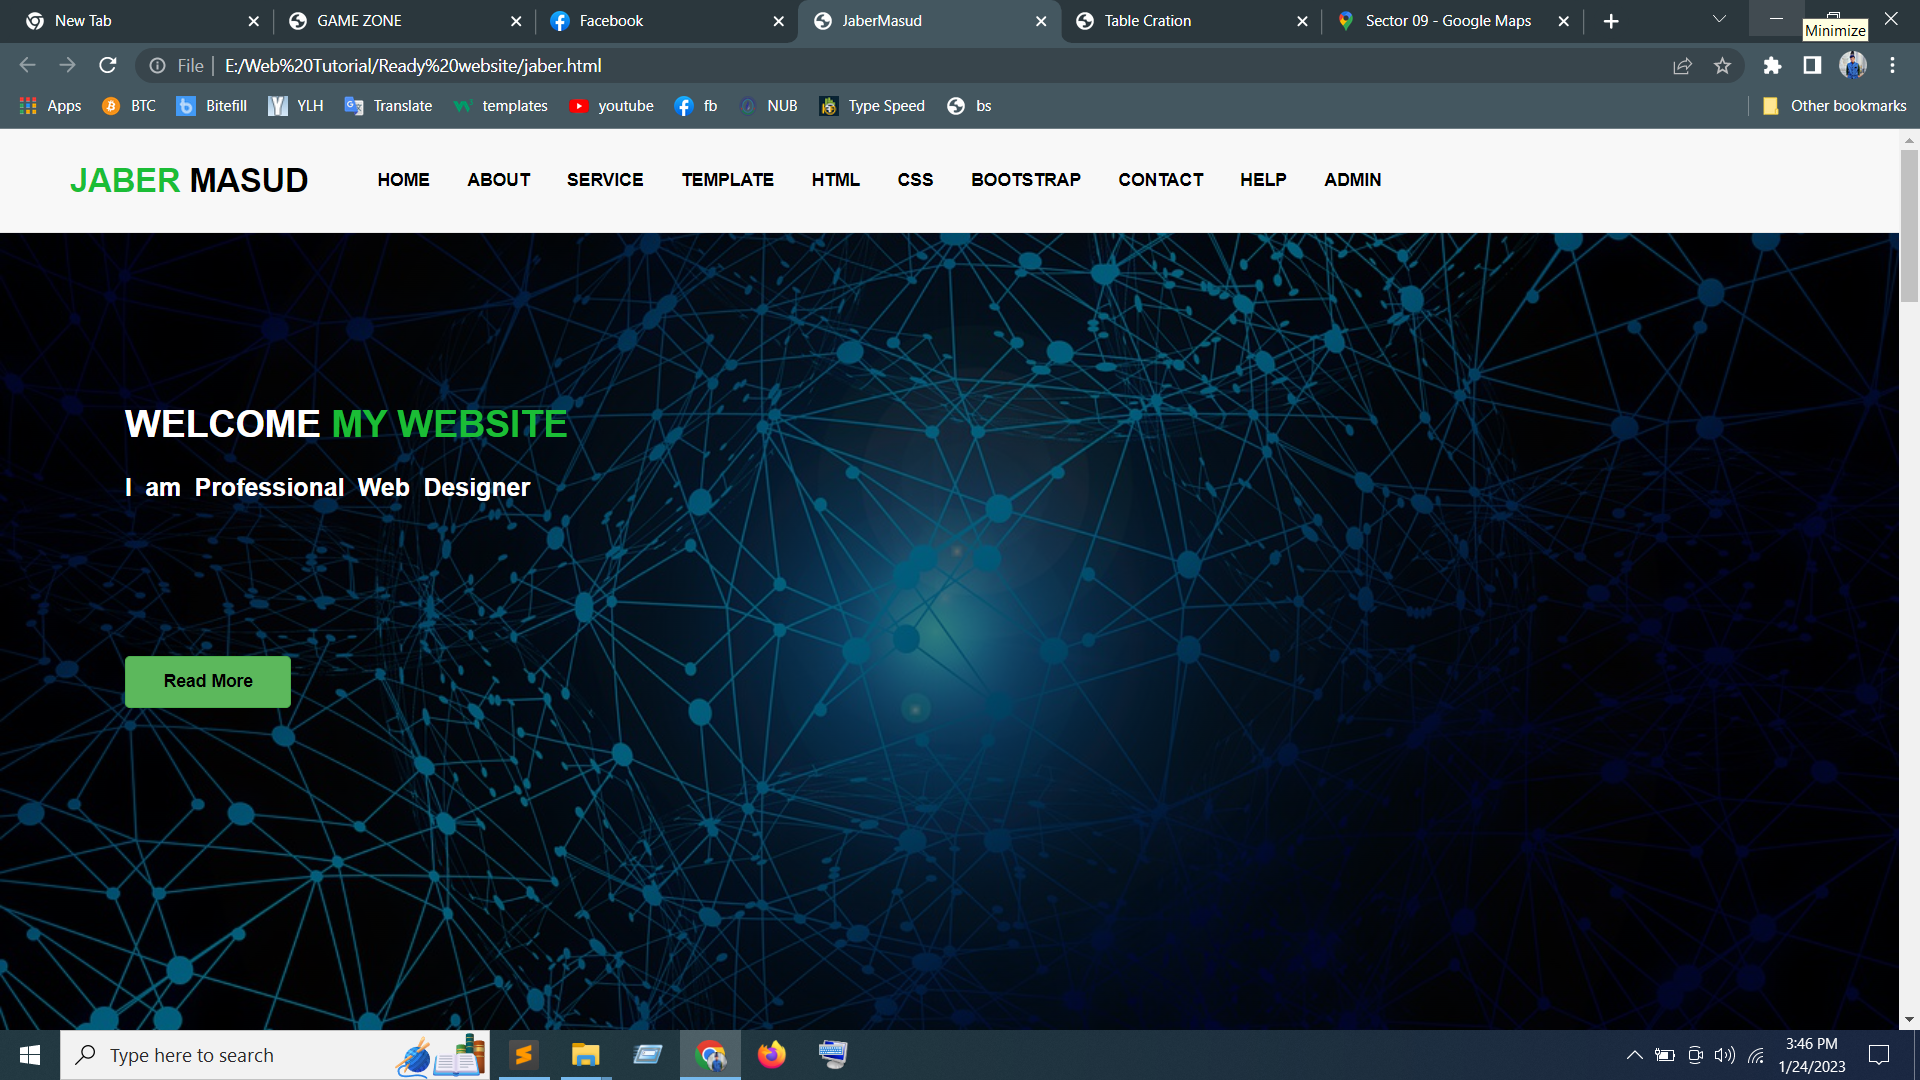 New Tab
GAME ZONE
Facebook
JaberMasud
Table Cration
Sector 09 - Google Maps
Minimize
File
E:/Web%20Tutorial/Ready%20website/jaber.html
Apps
BTC
Bitefill
YLH
Translate
templates
youtube
fb
NUB
Type Speed
bs
Other bookmarks
JABER MASUD
HOME
ABOUT
SERVICE
TEMPLATE
HTML
CSS
BOOTSTRAP
CONTACT
HELP
ADMIN
WELCOME MY WEBSITE
I am Professional Web Designer
Read More
Type here to search
3:46 PM
1/24/2023